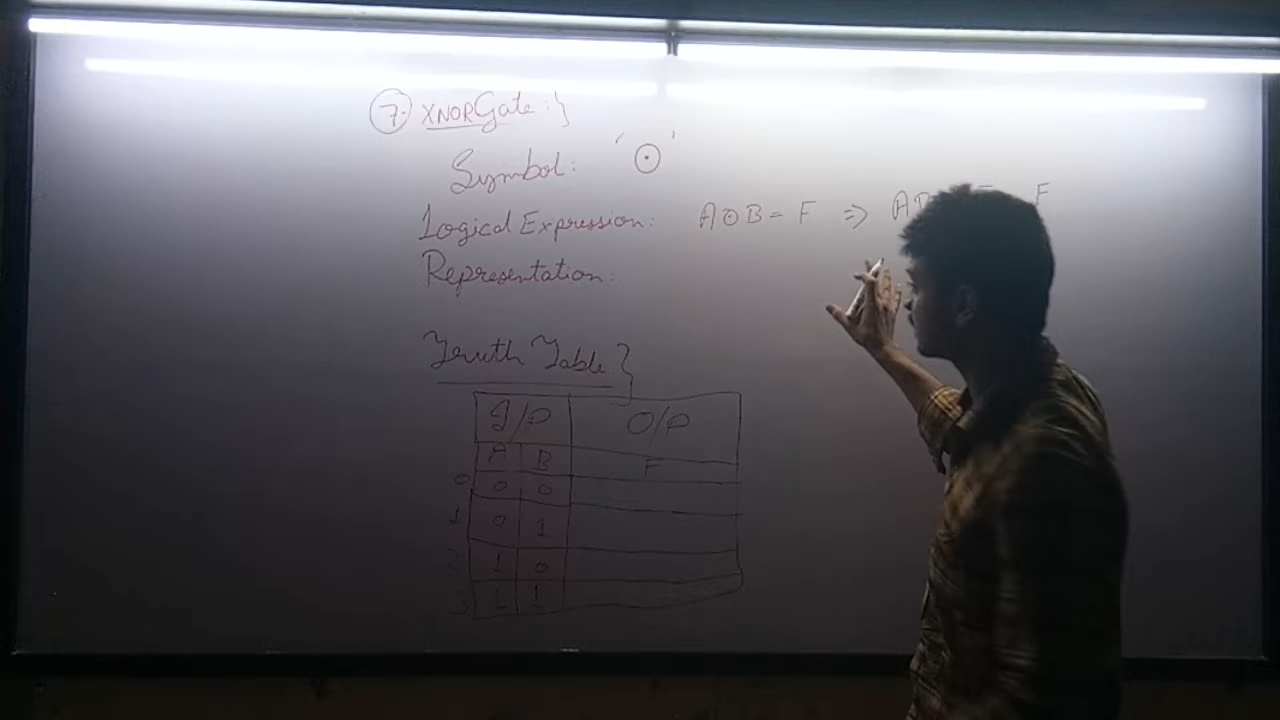 7. XNOR Gate :}
Symbol : '⊙'
Logical Expression : A⊙B = F ⇒ F
Representation :
Truth Table }
I/P O/P
A B F
0 0 0
1 0 1
2 1 0
3 1 1